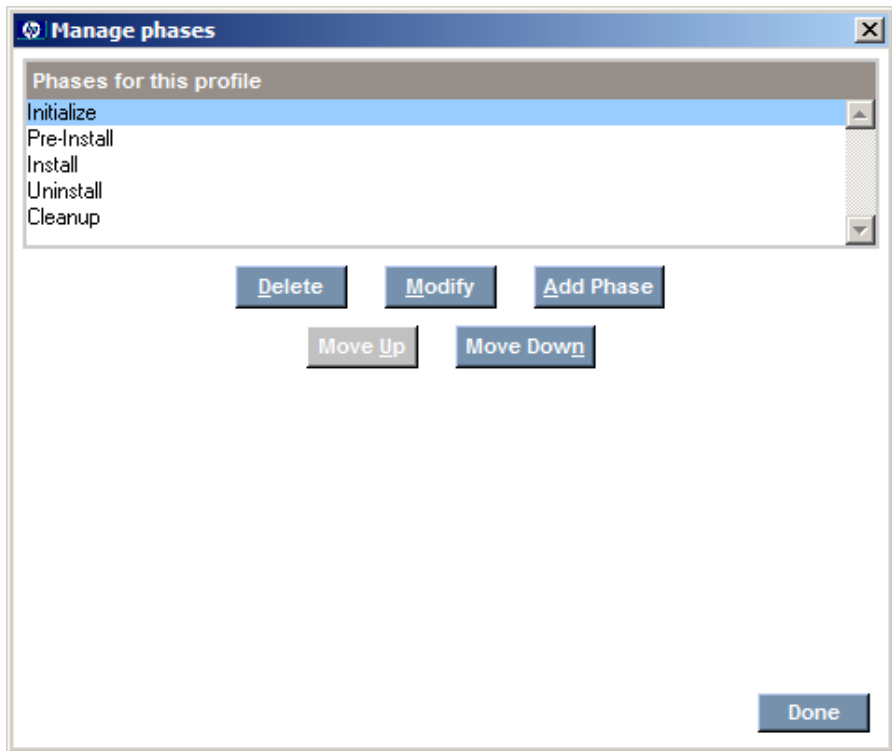 Manage phases
Phases for this profile
Initialize
Pre-Install
Install
Uninstall
Cleanup
Delete Modify Add Phase
Move Up Move Down
Done